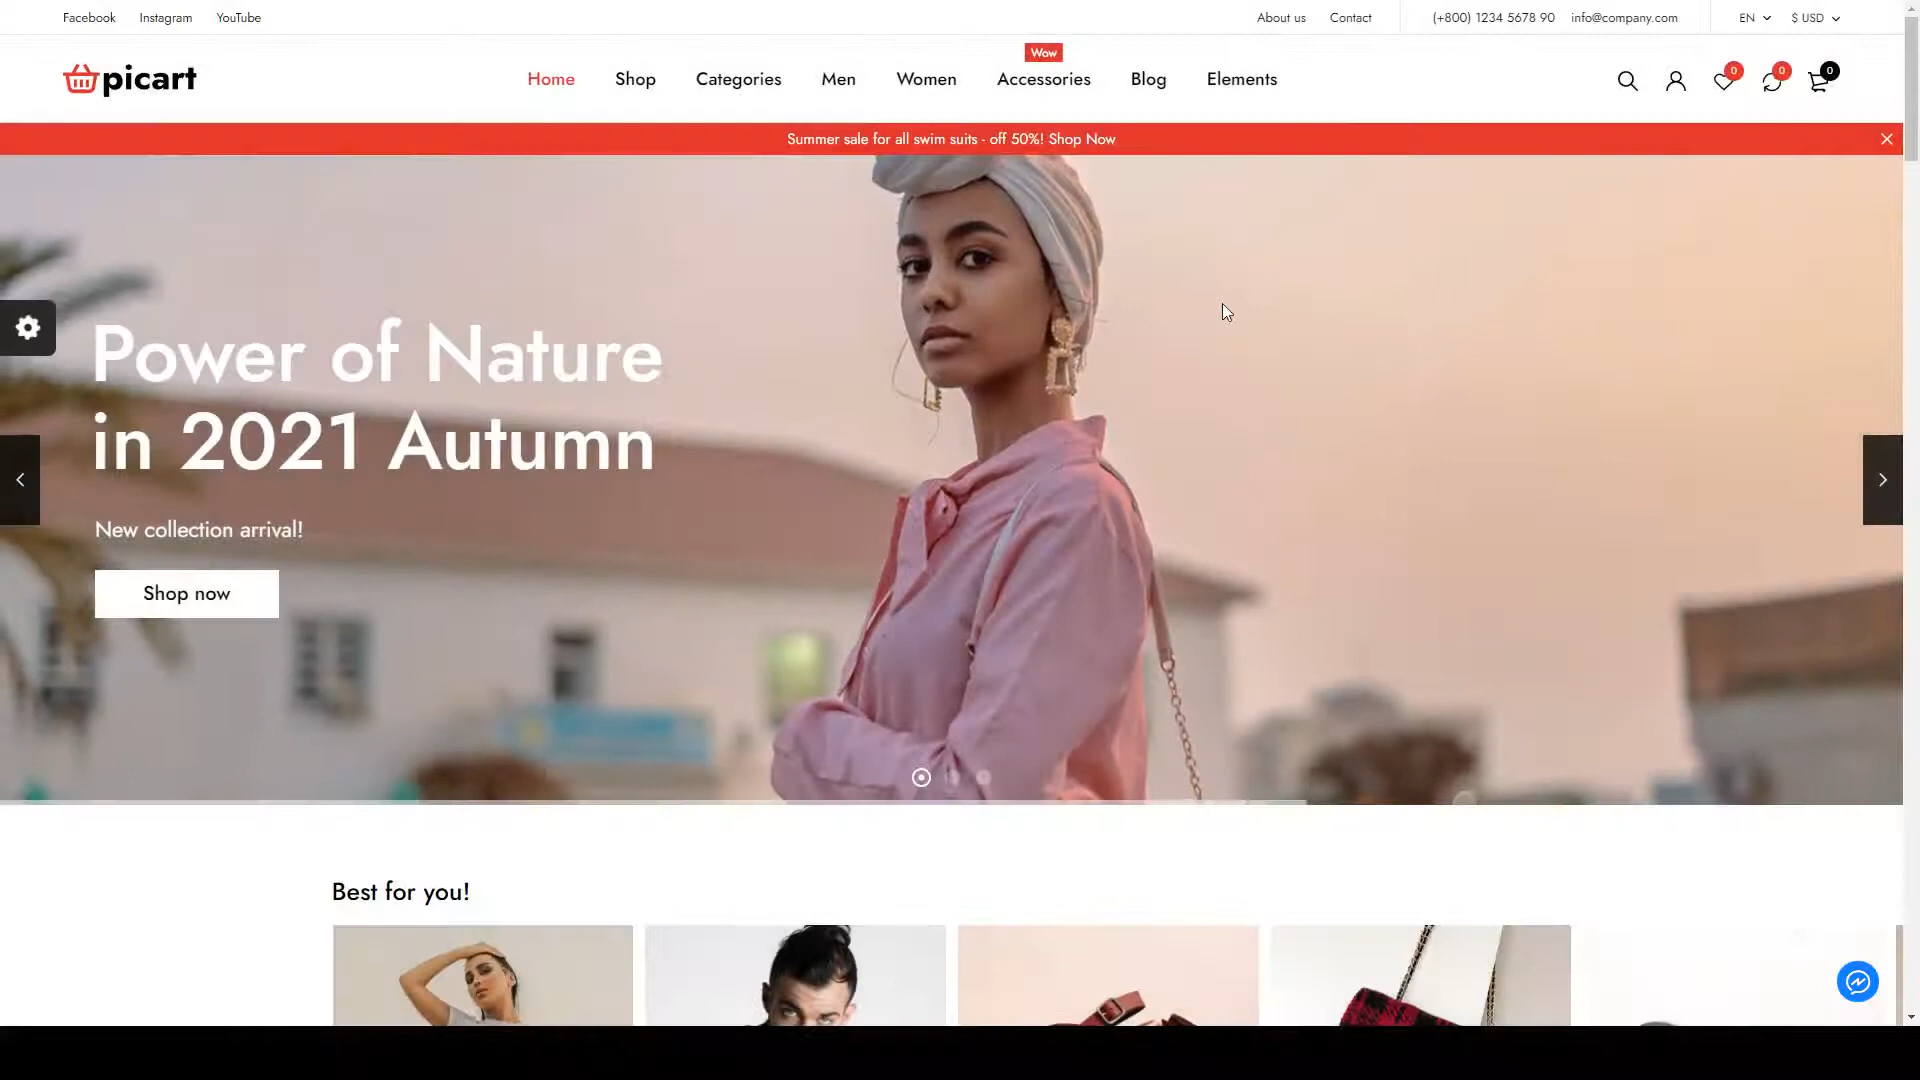 Facebook Instagram YouTube About us Contact (+800) 1234 5678 90 info@company.com EN $ USD
Wow
picart Home Shop Categories Men Women Accessories Blog Elements 0 0 0
Summer sale for all swim suits - off 50%! Shop Now
Power of Nature
in 2021 Autumn
New collection arrival!
Shop now
Best for you!